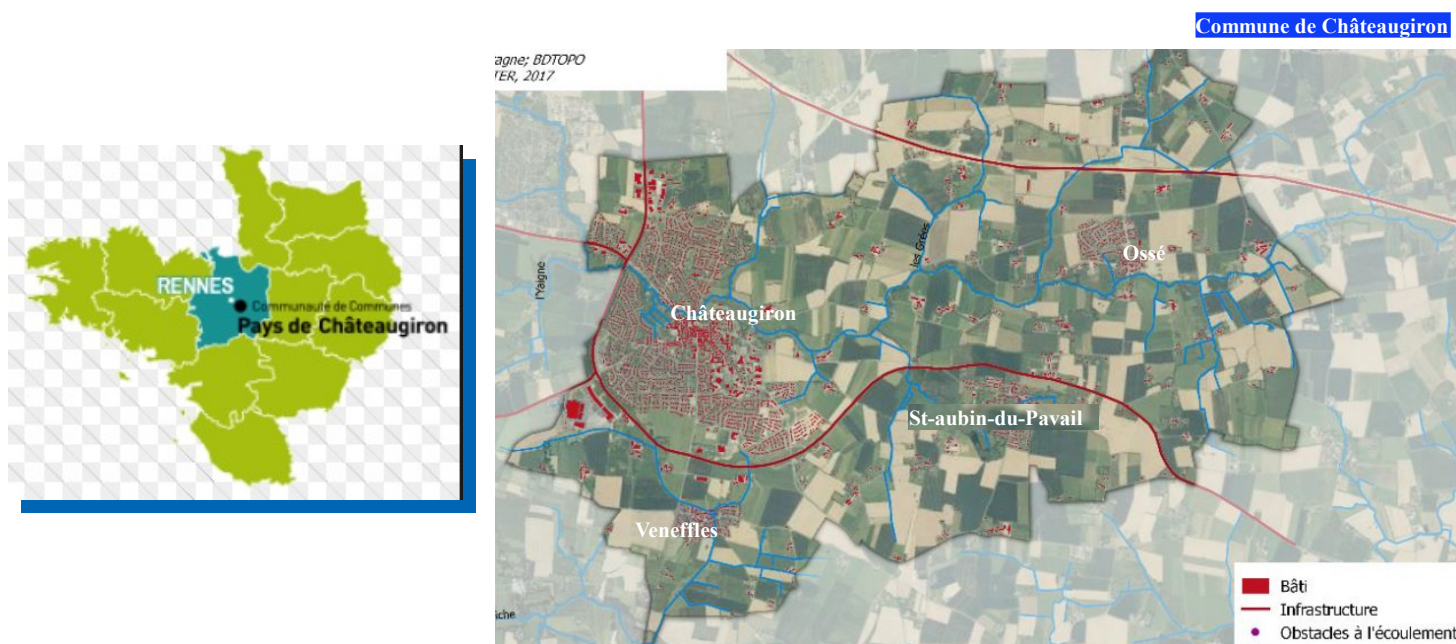 Commune de Châteaugiron
agne; BDTOPO
TER, 2017
RENNES
Communauté de Communes
Pays de Châteaugiron
l'Yaigne
les Grées
Ossé
Châteaugiron
St-aubin-du-Pavail
Veneffles
Bâti
Infrastructure
Obstacles à l'écoulement